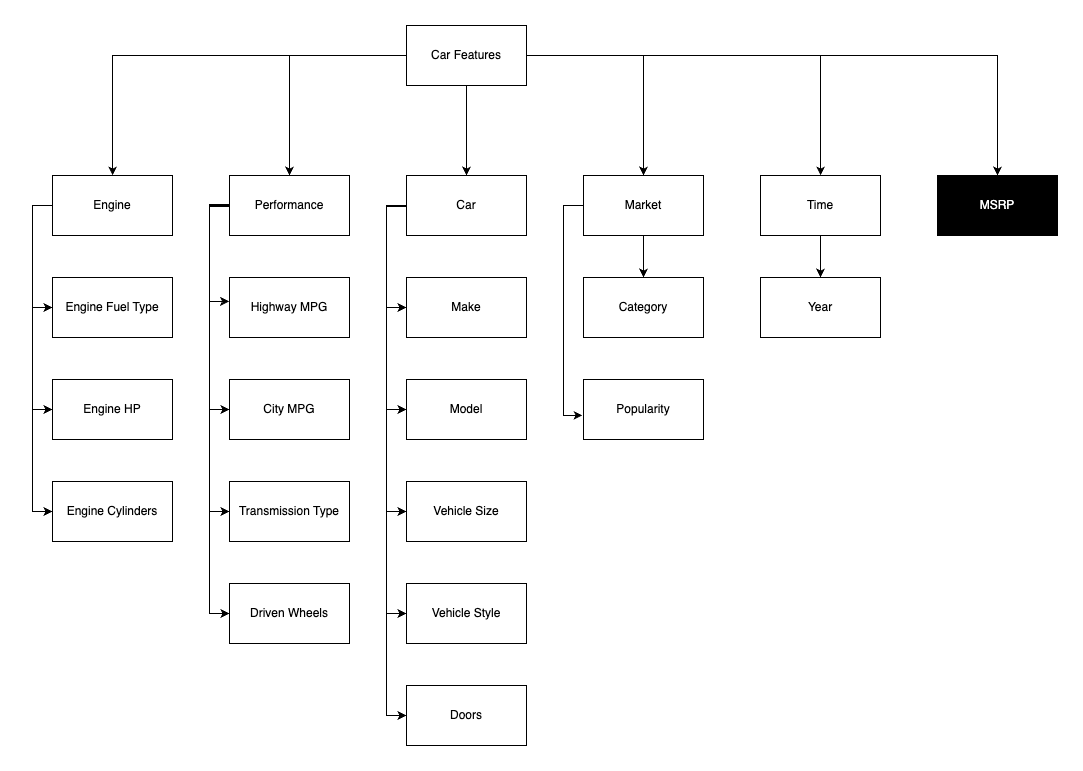 Car Features
Engine
Performance
Car
Market
Time
MSRP
Engine Fuel Type
Highway MPG
Make
Category
Year
Engine HP
City MPG
Model
Popularity
Engine Cylinders
Transmission Type
Vehicle Size
Driven Wheels
Vehicle Style
Doors